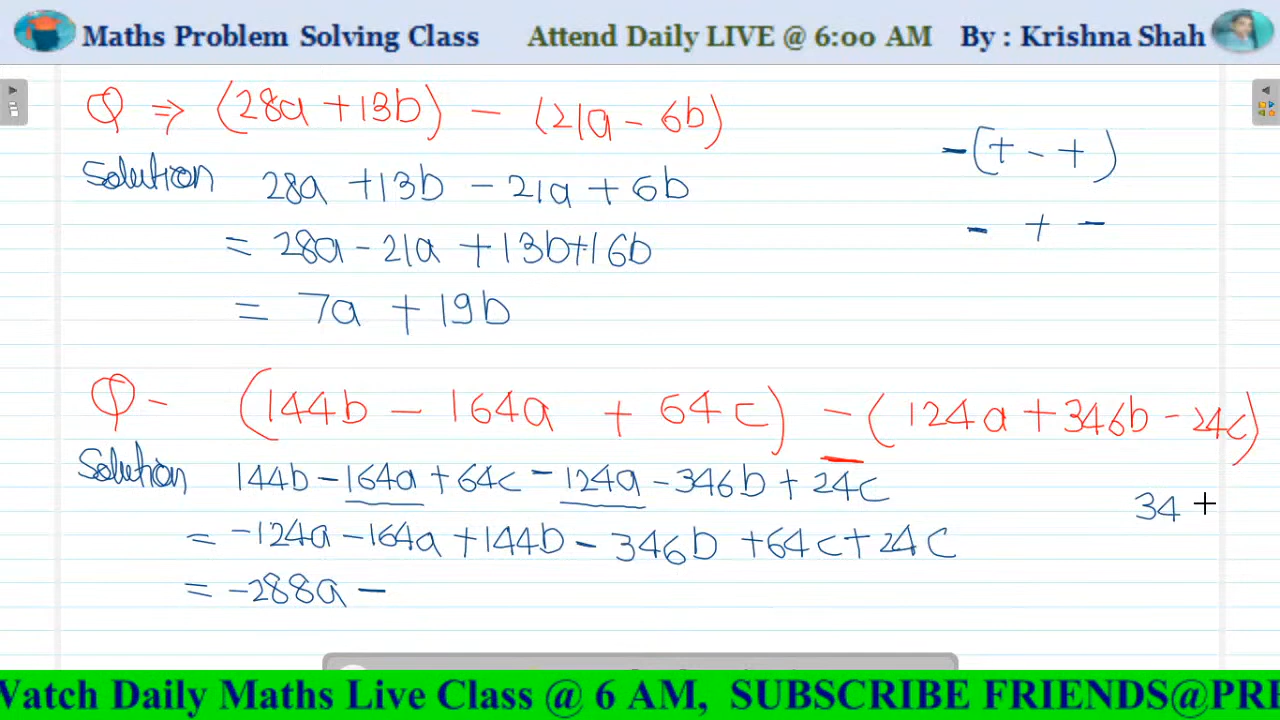 Maths Problem Solving Class Attend Daily LIVE @ 6:00 AM By : Krishna Shah
Q ⇒ (28a + 13b) - (21a - 6b)
-(+ - +)
Solution 28a + 13b - 21a + 6b
- + -
= 28a - 21a + 13b + 16b
= 7a + 19b
Q - (144b - 164a + 64c) - (124a + 346b - 24c)
Solution 144b - 164a + 64c - 124a - 346b + 24c
34
= -124a - 164a + 144b - 346b + 64c + 24c
= -288a -
Watch Daily Maths Live Class @ 6 AM, SUBSCRIBE FRIENDS@PRE